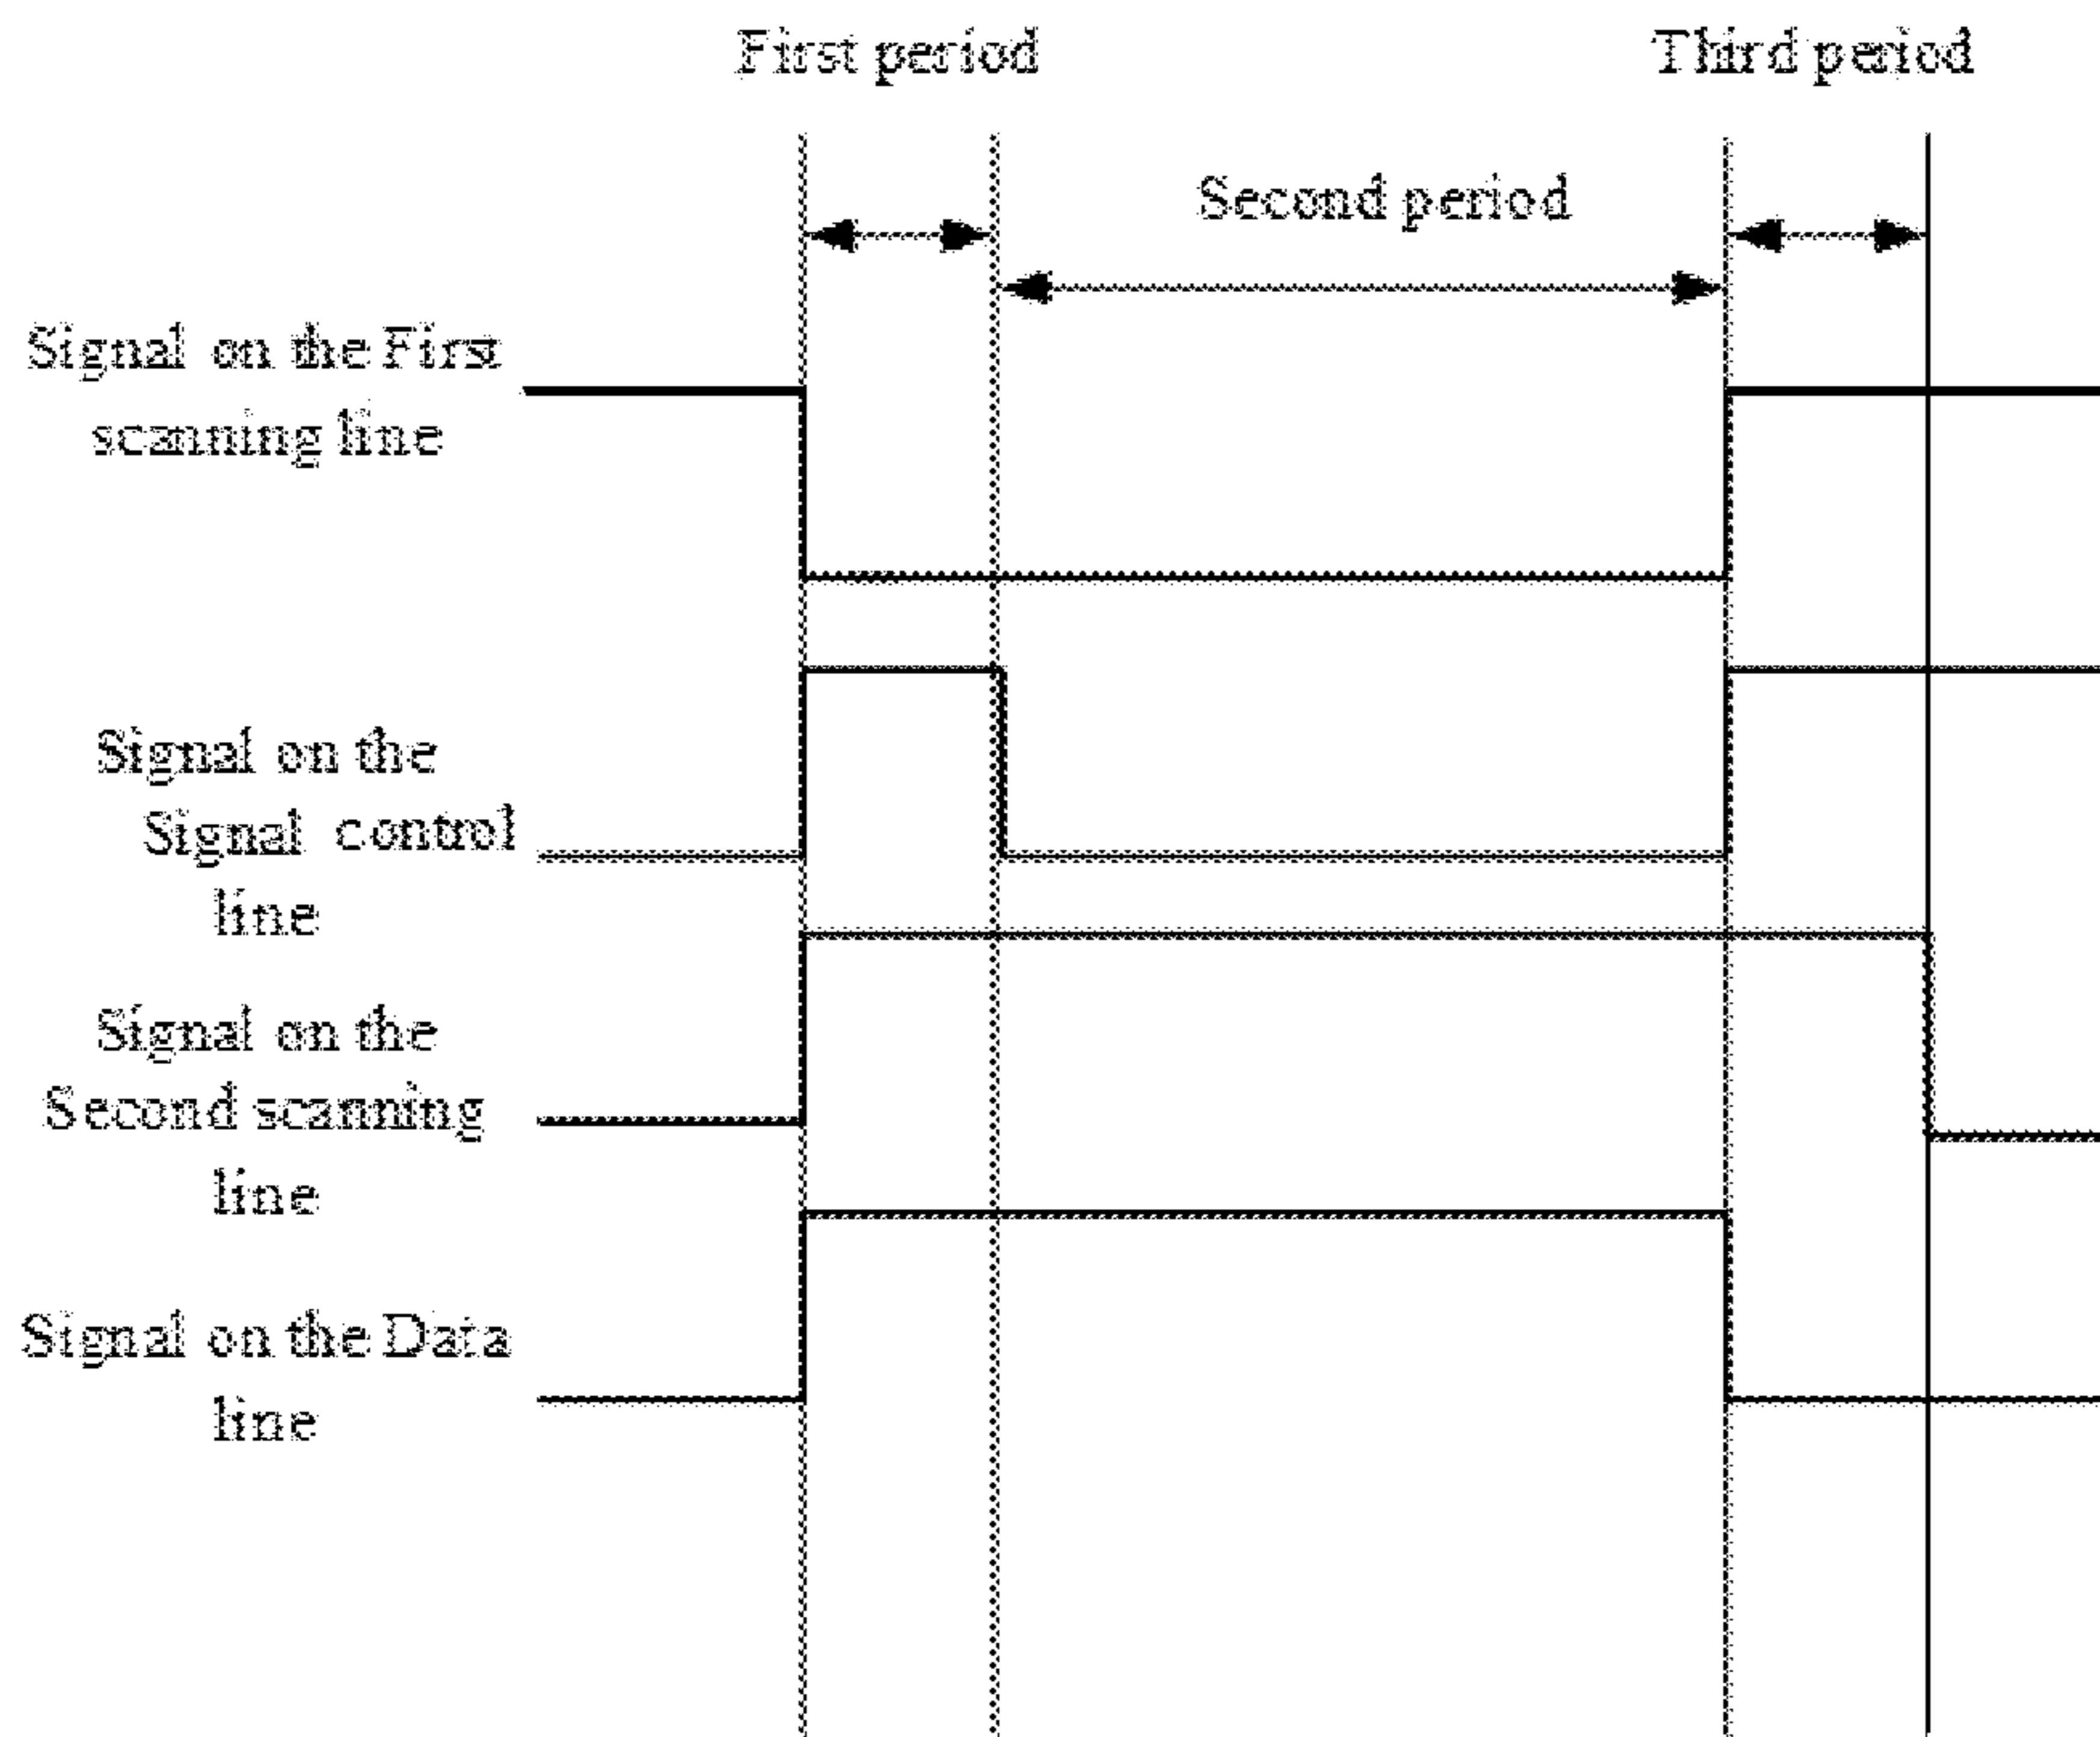 First period
Third period
Second period
Signal on the First
scanning line
Signal on the
Signal control
line
Signal on the
Second scanning
line
Signal on the Data
line